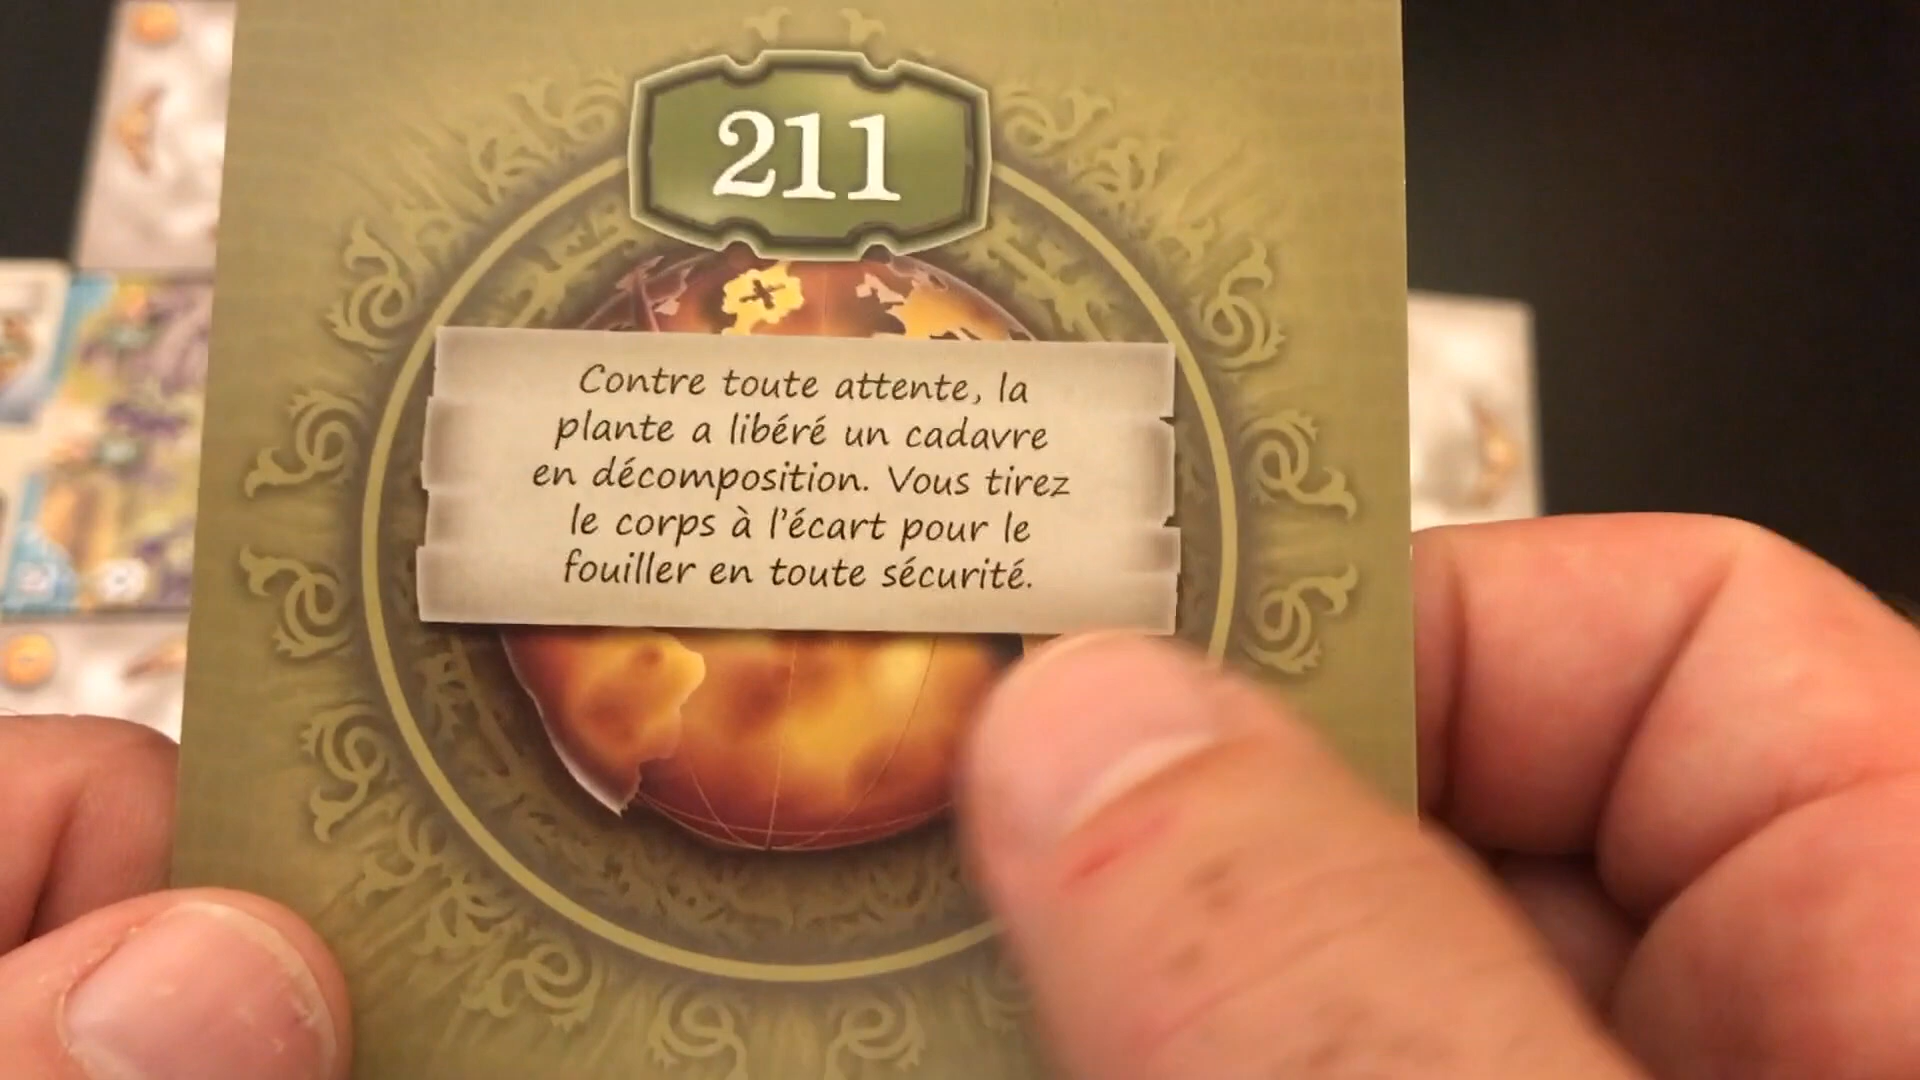 211
Contre toute attente, la
plante a libéré un cadavre
en décomposition. Vous tirez
le corps à l'écart pour le
fouiller en toute sécurité.